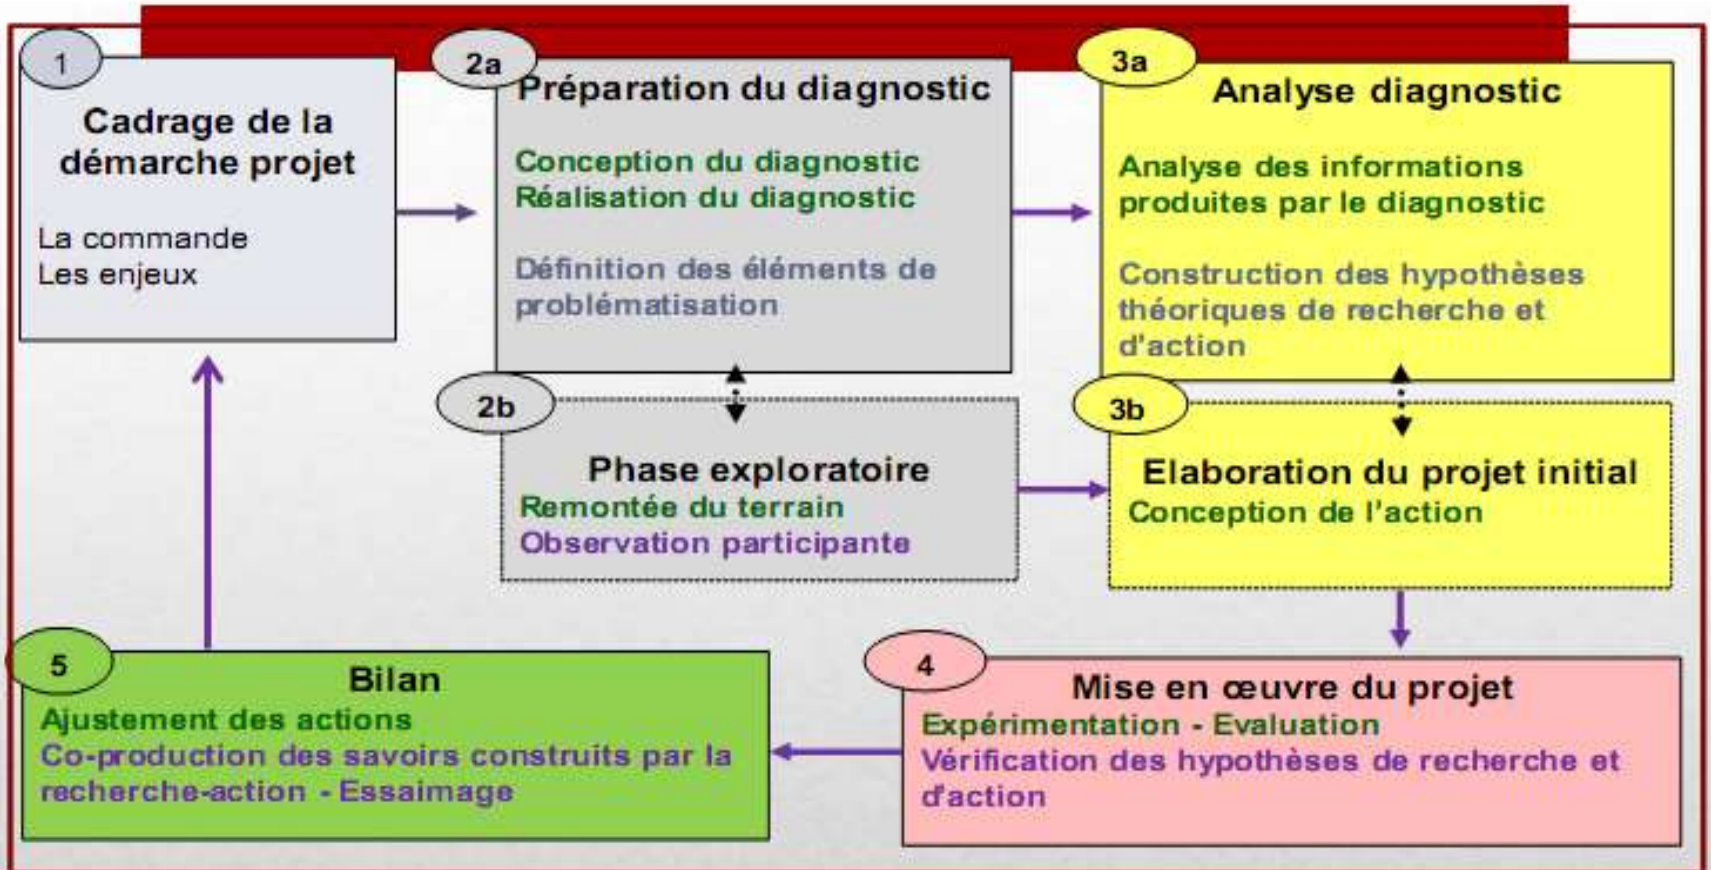 1
Cadrage de la
démarche projet
La commande
Les enjeux
2a
Préparation du diagnostic
Conception du diagnostic
Réalisation du diagnostic
Définition des éléments de
problématisation
3a
Analyse diagnostic
Analyse des informations
produites par le diagnostic
Construction des hypothèses
théoriques de recherche et
d'action
2b
Phase exploratoire
Remontée du terrain
Observation participante
3b
Elaboration du projet initial
Conception de l'action
4
Mise en œuvre du projet
Expérimentation - Evaluation
Vérification des hypothèses de recherche et
d'action
5
Bilan
Ajustement des actions
Co-production des savoirs construits par la
recherche-action - Essaimage